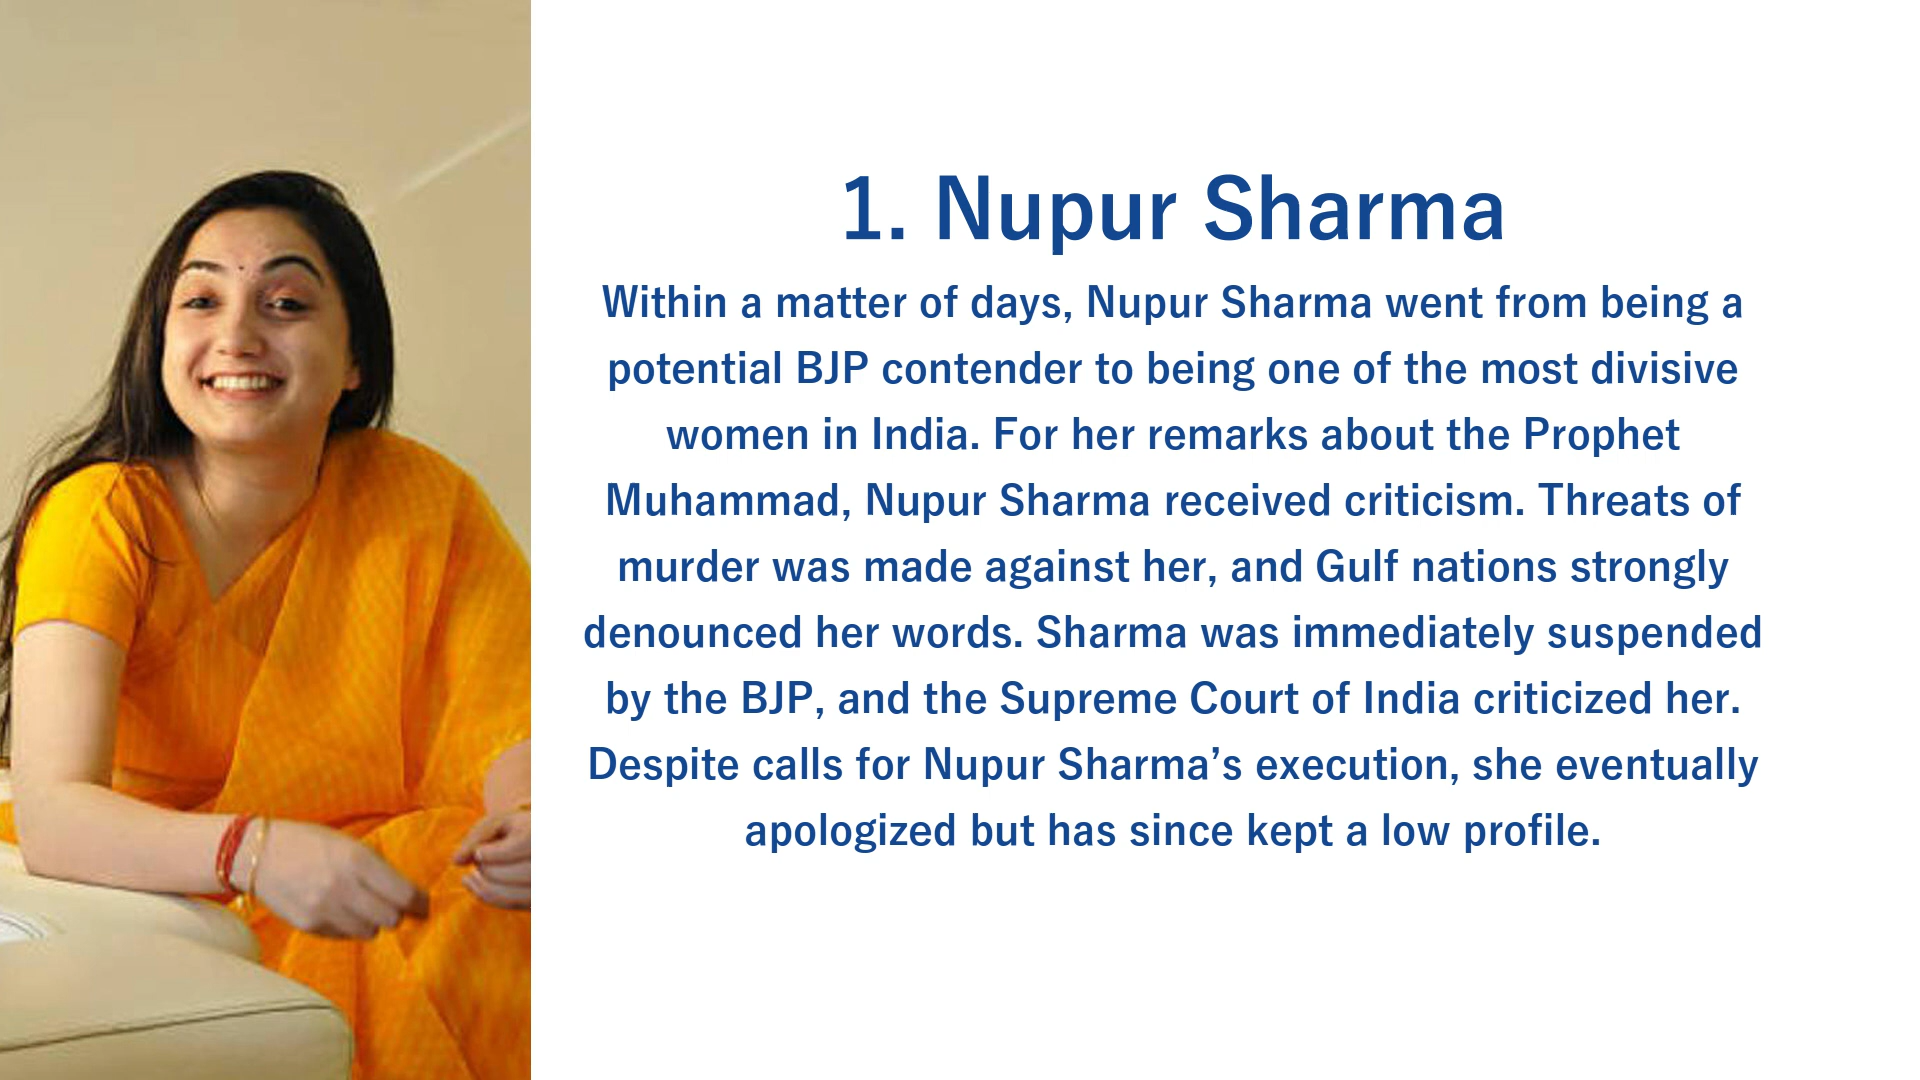 1. Nupur Sharma
Within a matter of days, Nupur Sharma went from being a
potential BJP contender to being one of the most divisive
women in India. For her remarks about the Prophet
Muhammad, Nupur Sharma received criticism. Threats of
murder was made against her, and Gulf nations strongly
denounced her words. Sharma was immediately suspended
by the BJP, and the Supreme Court of India criticized her.
Despite calls for Nupur Sharma’s execution, she eventually
apologized but has since kept a low profile.